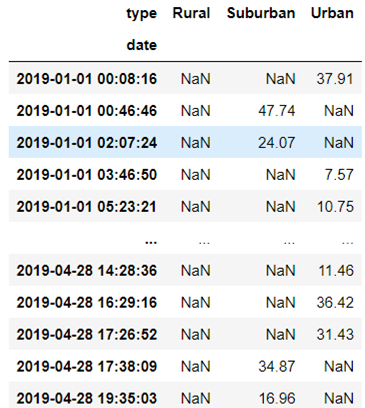 type Rural Suburban Urban
date
2019-01-01 00:08:16 NaN NaN 37.91
2019-01-01 00:46:46 NaN 47.74 NaN
2019-01-01 02:07:24 NaN 24.07 NaN
2019-01-01 03:46:50 NaN NaN 7.57
2019-01-01 05:23:21 NaN NaN 10.75
... ... ... ...
2019-04-28 14:28:36 NaN NaN 11.46
2019-04-28 16:29:16 NaN NaN 36.42
2019-04-28 17:26:52 NaN NaN 31.43
2019-04-28 17:38:09 NaN 34.87 NaN
2019-04-28 19:35:03 NaN 16.96 NaN